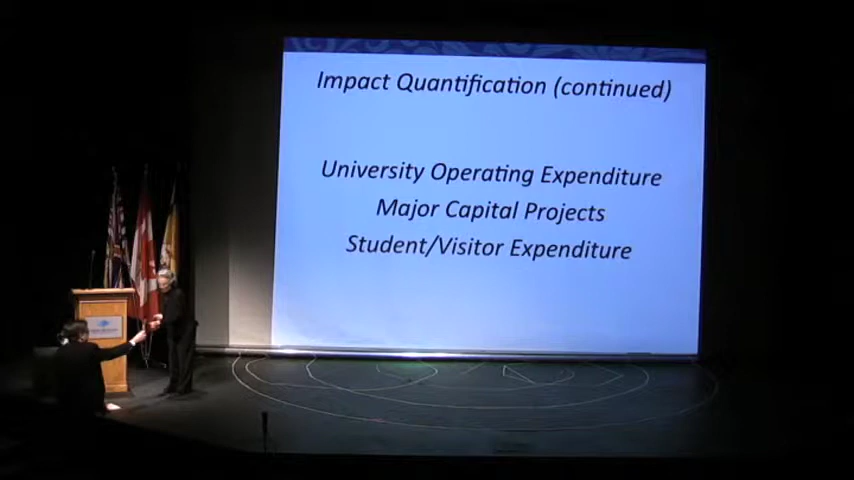 Impact Quantification (continued)
University Operating Expenditure
Major Capital Projects
Student/Visitor Expenditure